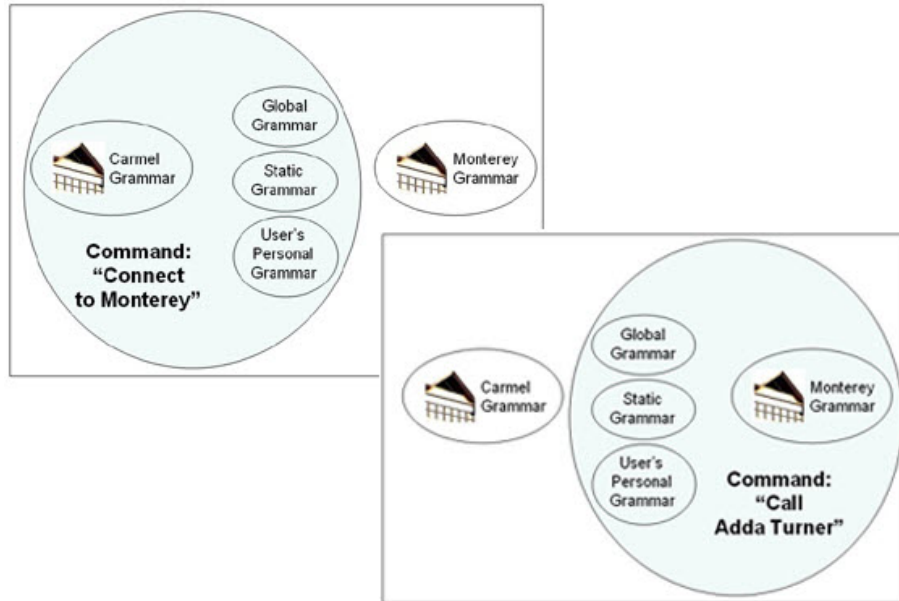 Global
Grammar
Carmel
Grammar
Static
Grammar
Monterey
Grammar
User's
Personal
Grammar
Command:
“Connect
to Monterey”
Global
Grammar
Carmel
Grammar
Static
Grammar
Monterey
Grammar
User's
Personal
Grammar
Command:
“Call
Adda Turner”